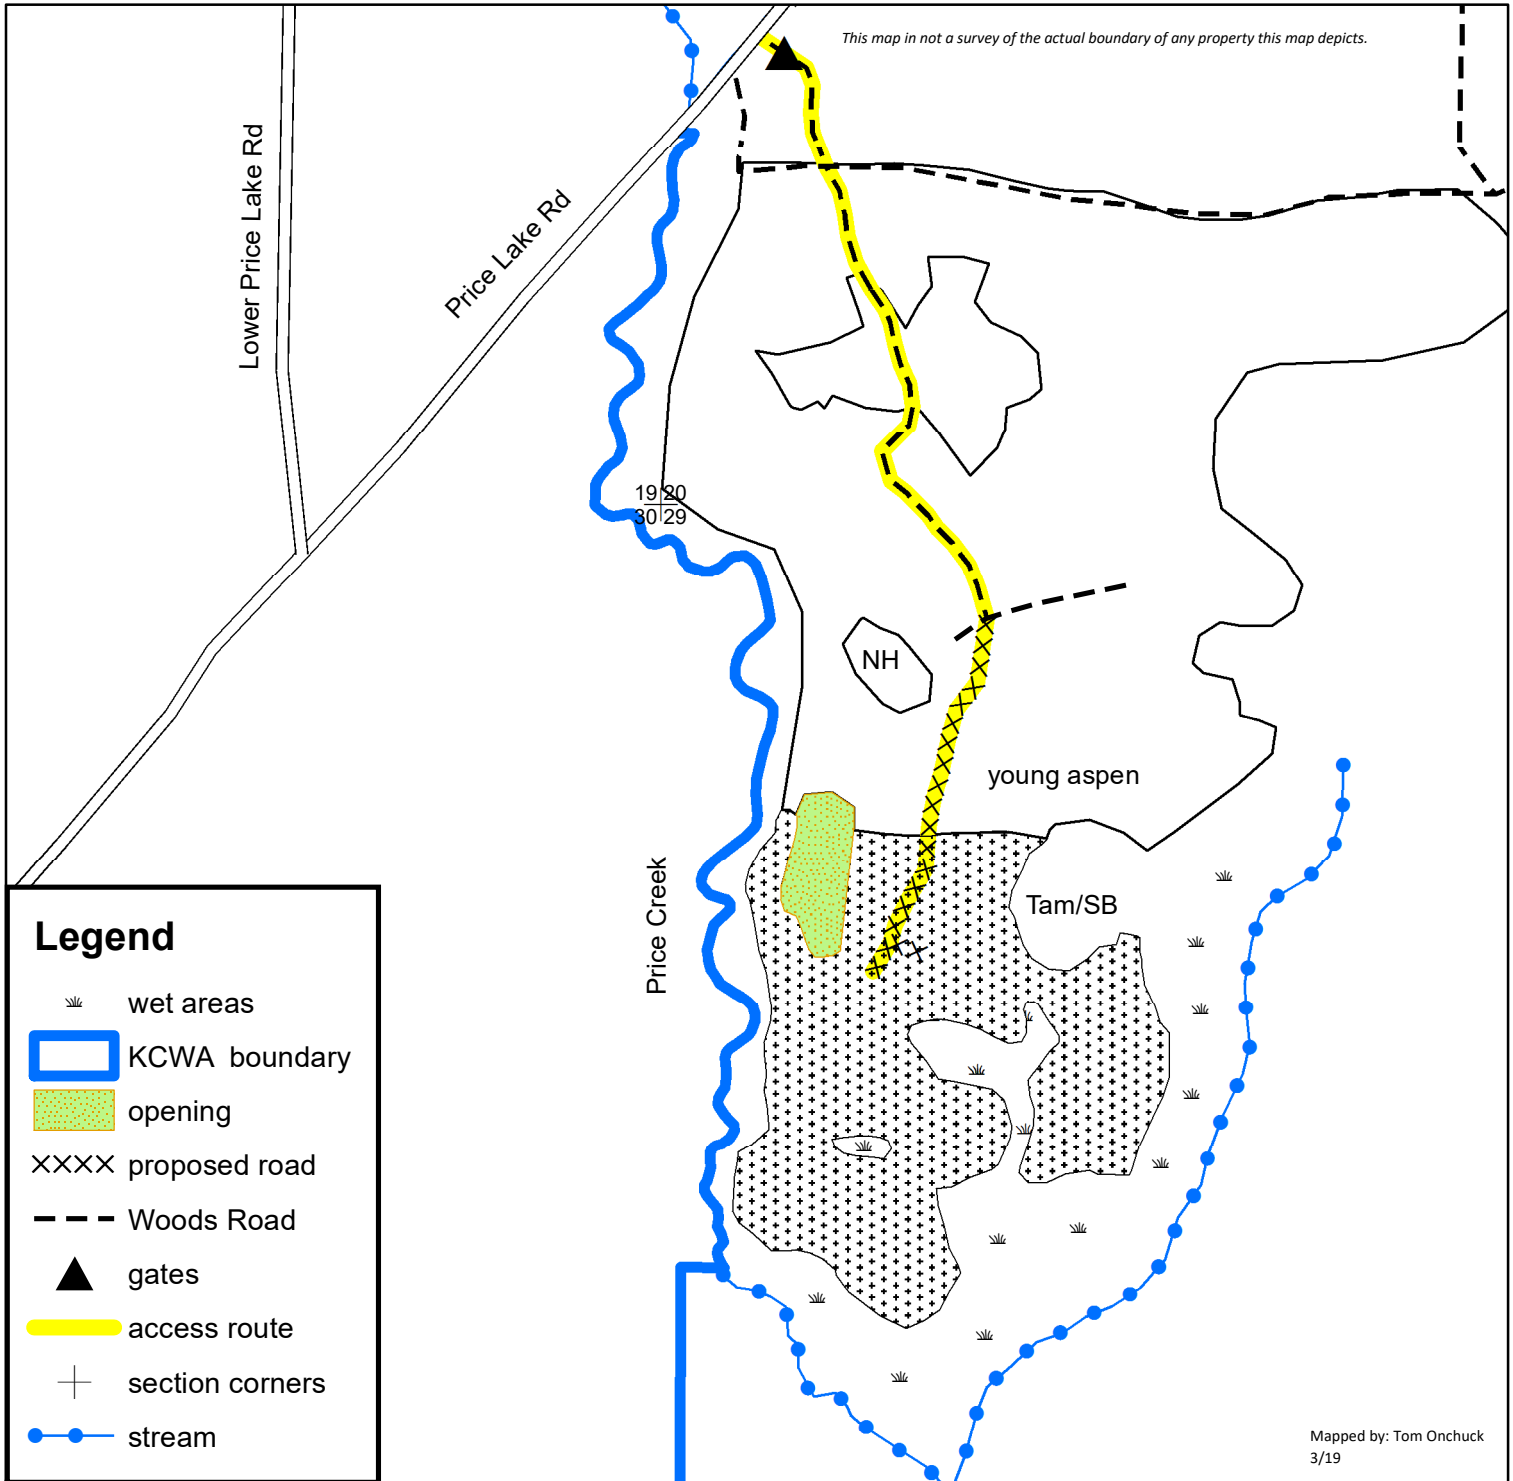 This map in not a survey of the actual boundary of any property this map depicts.
Lower Price Lake Rd
Price Lake Rd
19 20
30 29
NH
young aspen
Tam/SB
Price Creek
Legend
wet areas
KCWA boundary
opening
proposed road
Woods Road
gates
access route
section corners
stream
Mapped by: Tom Onchuck
3/19